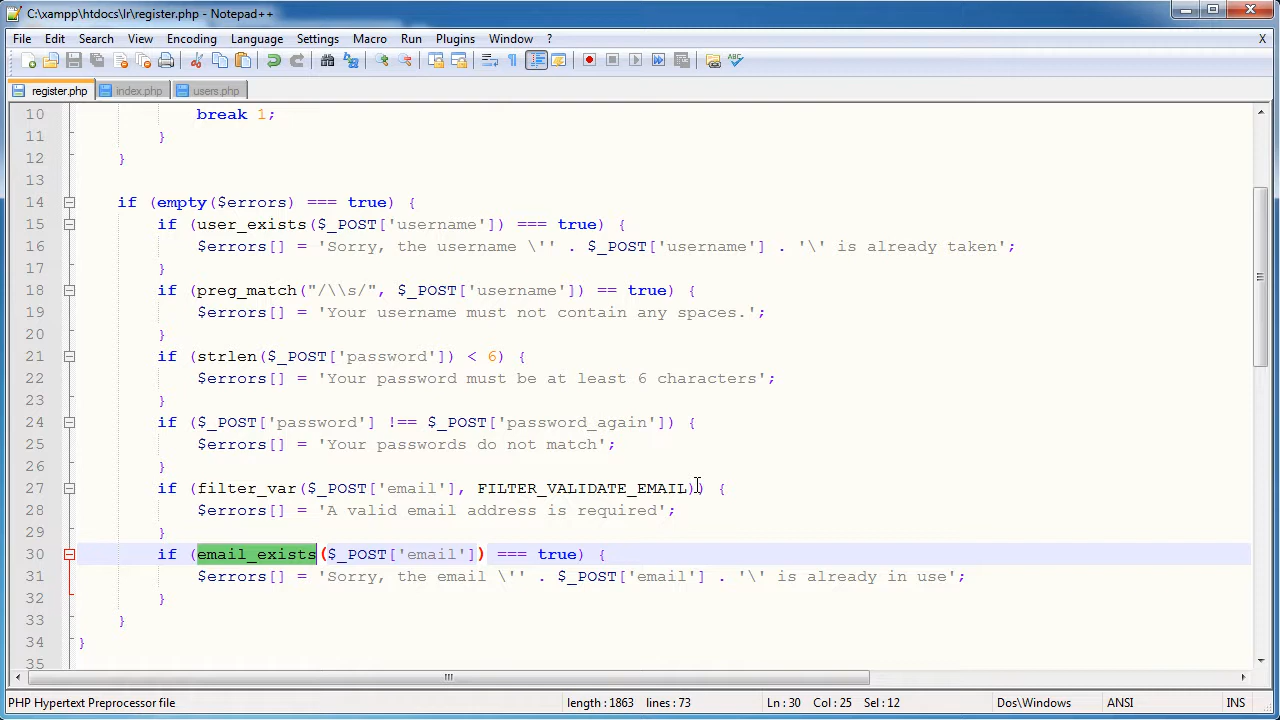 C:\xampp\htdocs\lr\register.php - Notepad++
File Edit Search View Encoding Language Settings Macro Run Plugins Window ? X
register.php index.php users.php
10 break 1;
11 }
12 }
13
14 if (empty($errors) === true) {
15 if (user_exists($_POST['username']) === true) {
16 $errors[] = 'Sorry, the username \'' . $_POST['username'] . '\' is already taken';
17 }
18 if (preg_match("/\\s/", $_POST['username']) == true) {
19 $errors[] = 'Your username must not contain any spaces.';
20 }
21 if (strlen($_POST['password']) < 6) {
22 $errors[] = 'Your password must be at least 6 characters';
23 }
24 if ($_POST['password'] !== $_POST['password_again']) {
25 $errors[] = 'Your passwords do not match';
26 }
27 if (filter_var($_POST['email'], FILTER_VALIDATE_EMAIL)) {
28 $errors[] = 'A valid email address is required';
29 }
30 if (email_exists($_POST['email']) === true) {
31 $errors[] = 'Sorry, the email \'' . $_POST['email'] . '\' is already in use';
32 }
33 }
34 }
35
PHP Hypertext Preprocessor file length : 1863 lines : 73 Ln : 30 Col : 25 Sel : 12 Dos\Windows ANSI INS